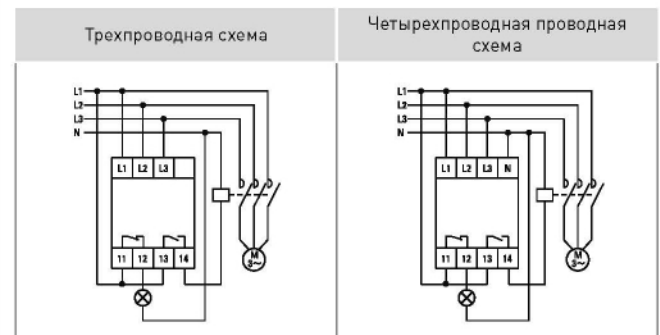 Трехпроводная схема
Четырехпроводная проводная
схема
L1
L2
L3
N
L1 L2 L3
11 12 13 14
M
3~
L1
L2
L3
N
L1 L2 L3 N
11 12 13 14
M
3~